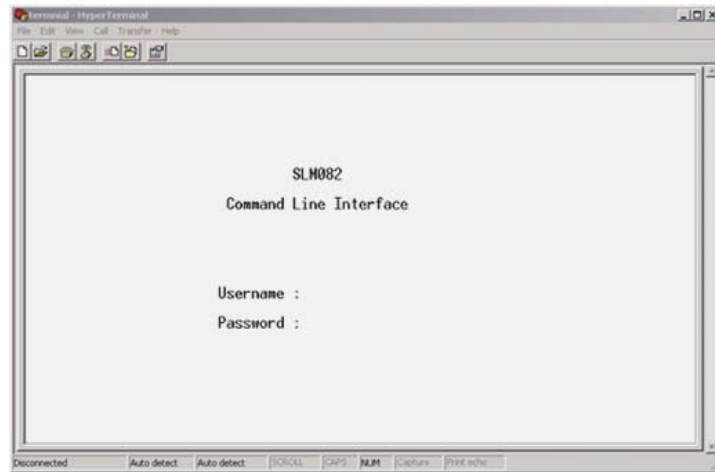 terminal - HyperTerminal
File Edit View Call Transfer Help
SLM082
Command Line Interface
Username :
Password :
Disconnected Auto detect Auto detect SCROLL CAPS NUM Capture Print echo